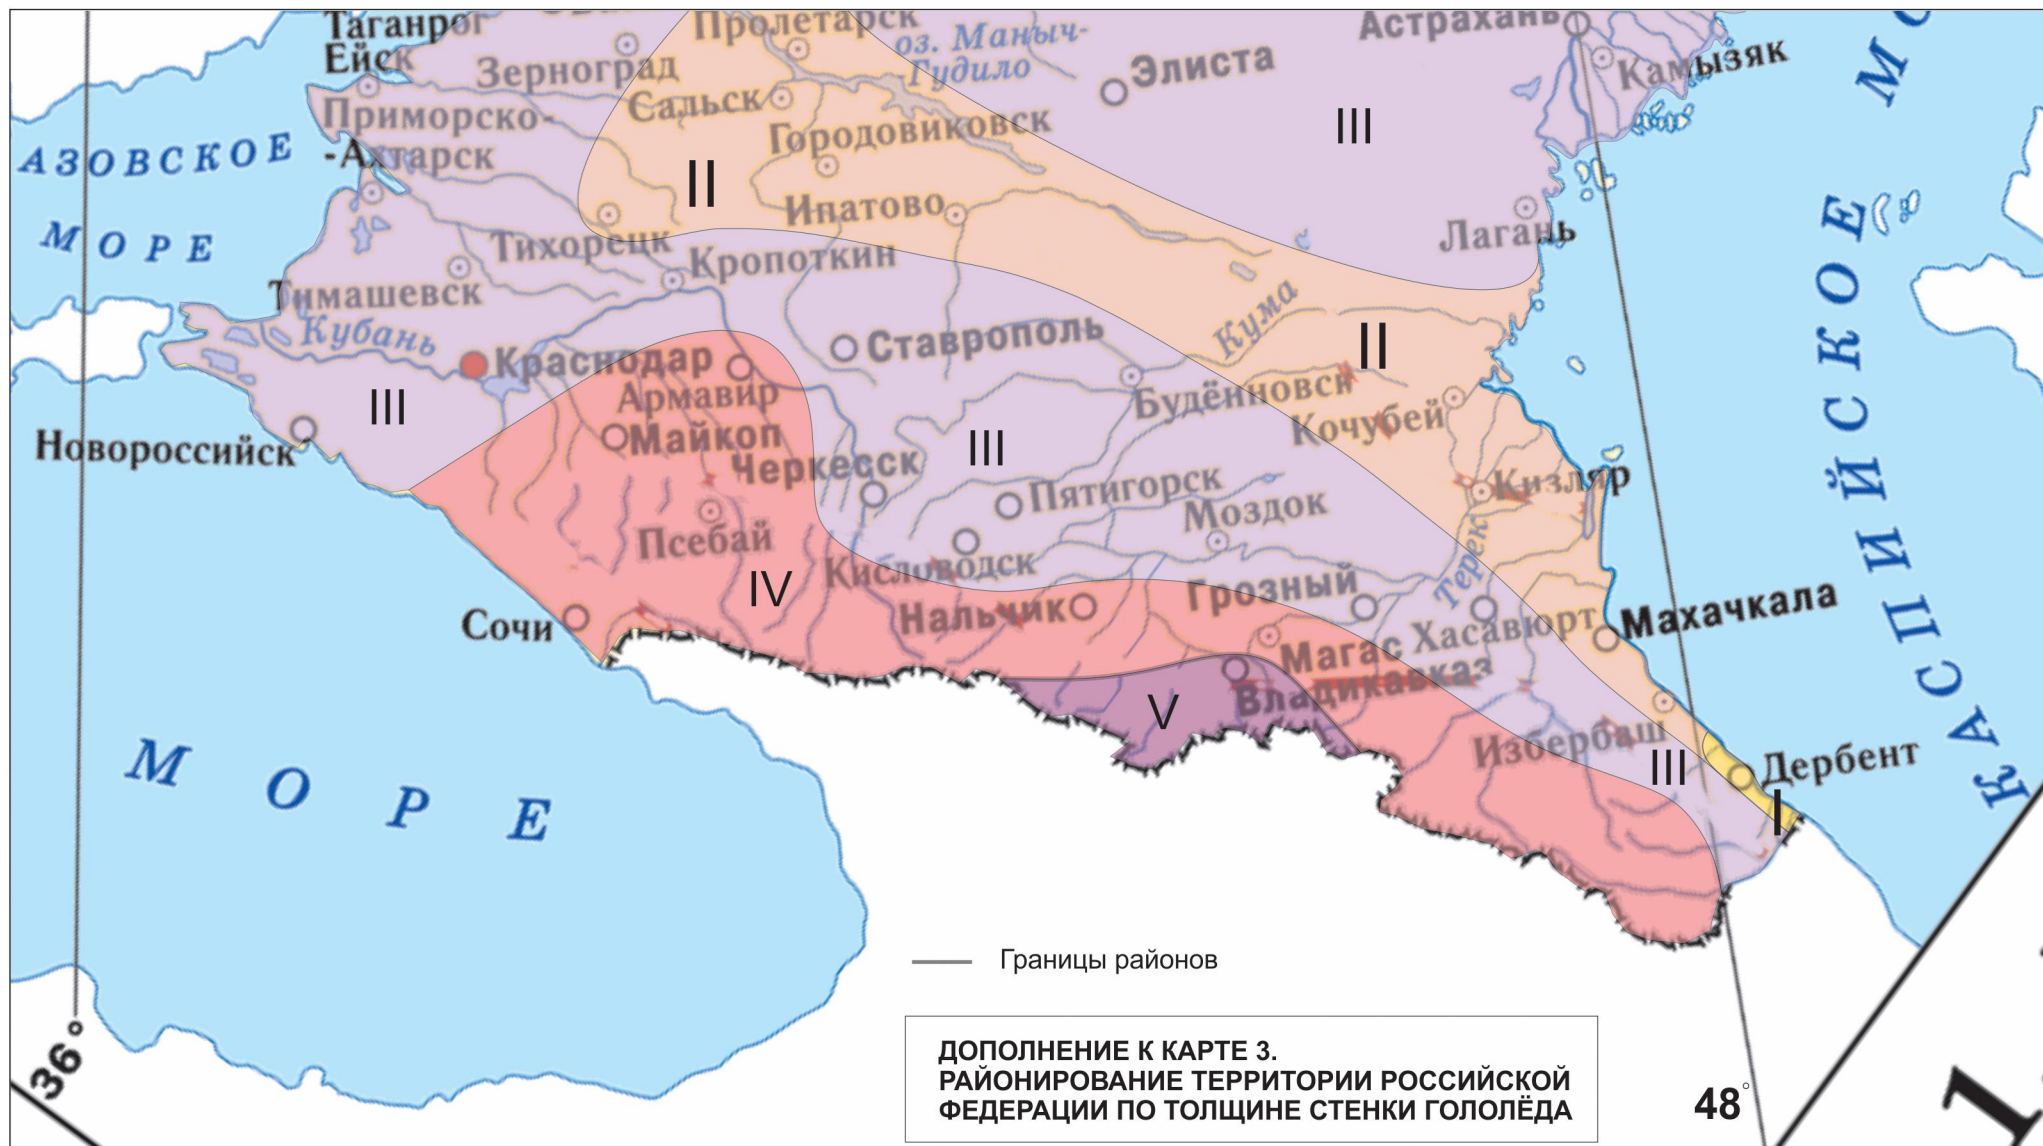 Таганрог
Ейск
Зерноград
Пролетарск
оз. Маныч-
Гудило
Элиста
Астрахань
Камызяк
Сальск
Приморско-
-Ахтарск
Городовиковск
АЗОВСКОЕ
МОРЕ
III
II
Ипатово
Лагань
Тихорецк
Кропоткин
Тимашевск
Кубань
Краснодар
Ставрополь
Кума
II
Армавир
Будённовск
Кочубей
III
Новороссийск
Майкоп
Черкесск
III
Пятигорск
Моздок
Кизляр
Терек
Псебай
Кисловодск
IV
Нальчик
Грозный
Хасавюрт
Махачкала
Сочи
Магас
Владикавказ
V
Избербаш
III
Дербент
I
КАСПИЙСКОЕ
МО
МОРЕ
Границы районов
ДОПОЛНЕНИЕ К КАРТЕ 3.
РАЙОНИРОВАНИЕ ТЕРРИТОРИИ РОССИЙСКОЙ
ФЕДЕРАЦИИ ПО ТОЛЩИНЕ СТЕНКИ ГОЛОЛЁДА
36°
48°